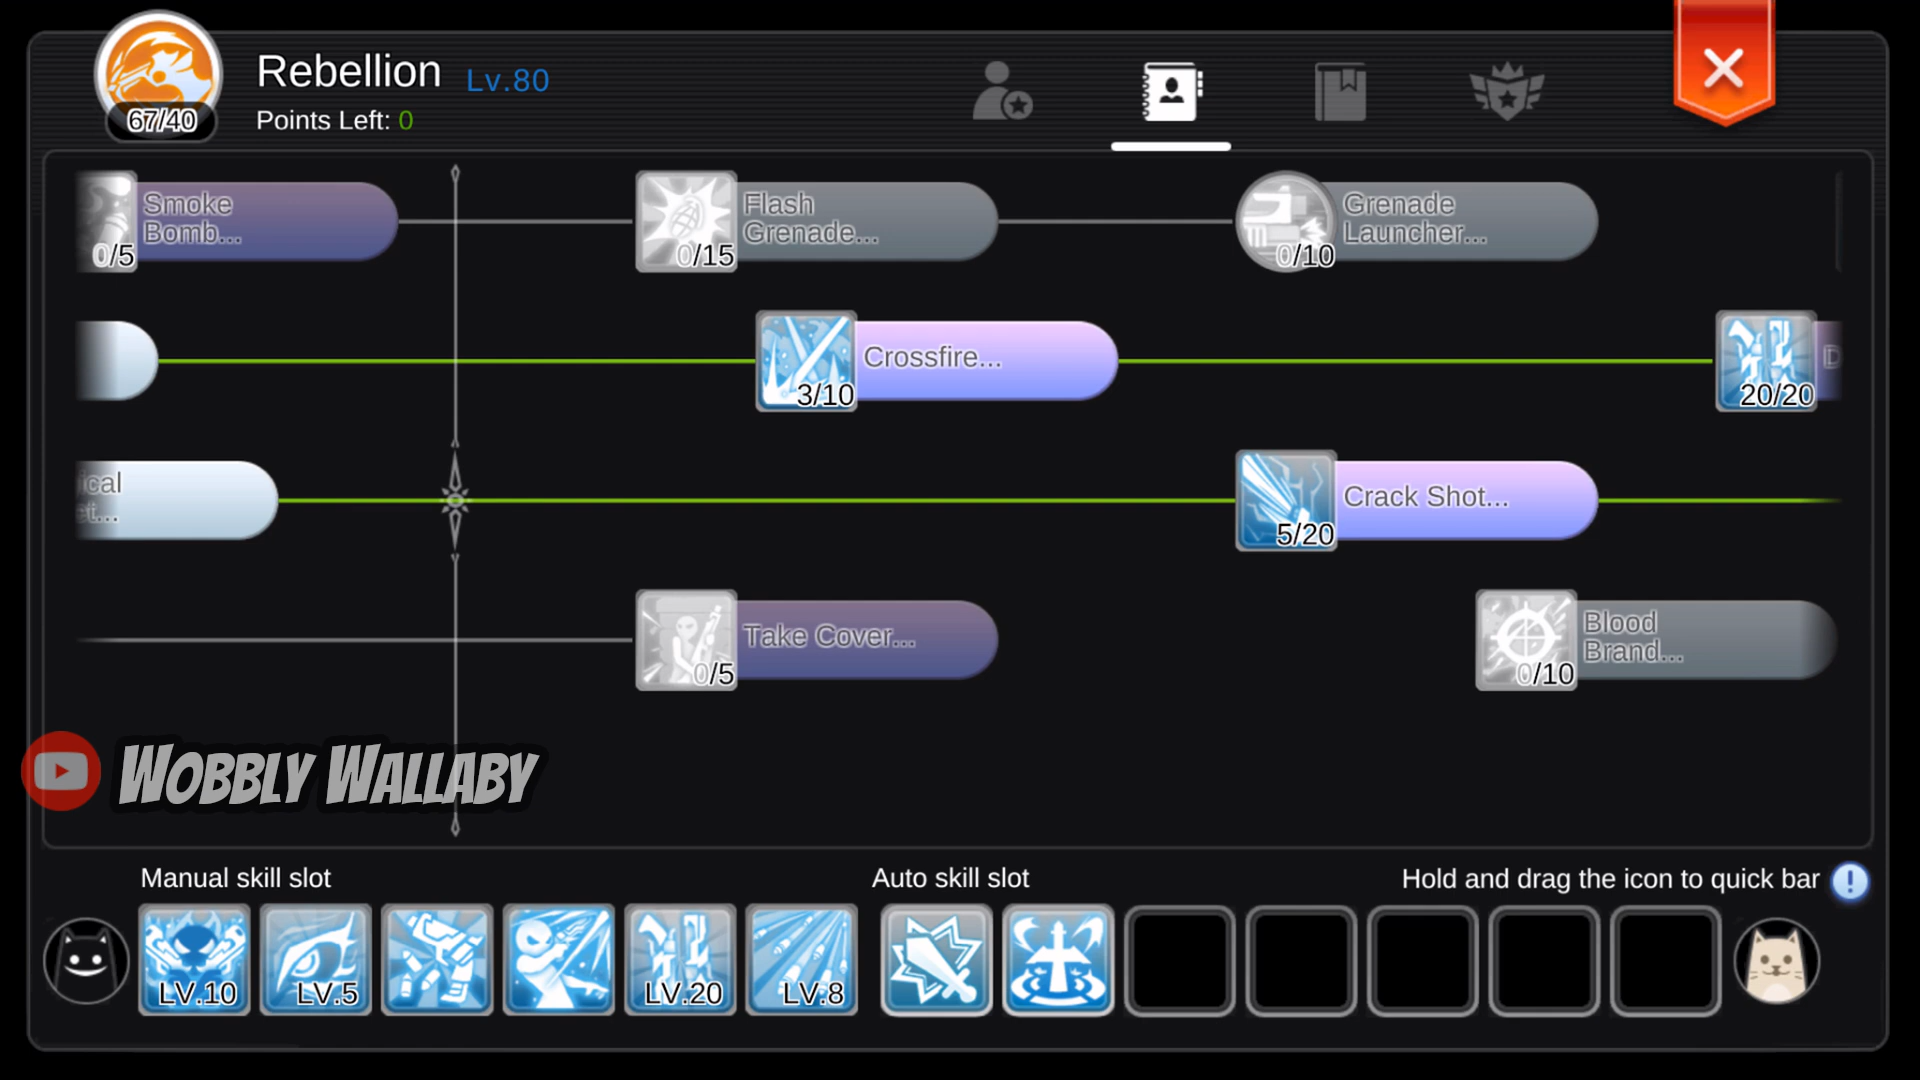 Rebellion Lv.80
67/40
Points Left: 0
Smoke
Bomb...
0/5
Flash
Grenade...
0/15
Grenade
Launcher...
0/10
Crossfire...
3/10
20/20
D
ical
et...
Crack Shot...
5/20
Take Cover...
0/5
Blood
Brand...
0/10
WOBBLY WALLABY
Manual skill slot
Auto skill slot
Hold and drag the icon to quick bar
LV.10
LV.5
LV.20
LV.8